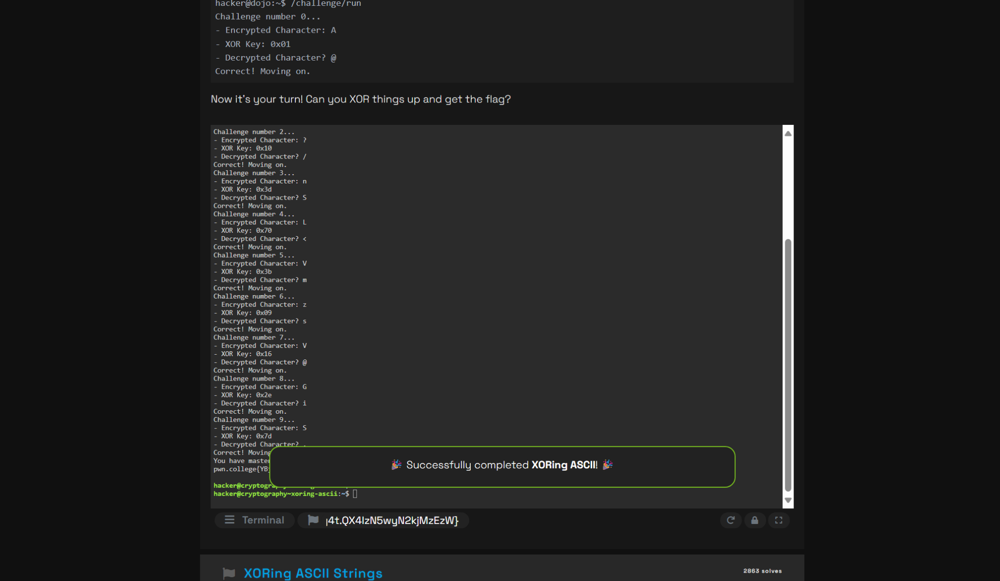 hacker@dojo:~$ /challenge/run
Challenge number 0...
- Encrypted Character: A
- XOR Key: 0x01
- Decrypted Character? @
Correct! Moving on.
Now it's your turn! Can you XOR things up and get the flag?
Challenge number 2...
- Encrypted Character: ?
- XOR Key: 0x10
- Decrypted Character? /
Correct! Moving on.
Challenge number 3...
- Encrypted Character: n
- XOR Key: 0x3d
- Decrypted Character? S
Correct! Moving on.
Challenge number 4...
- Encrypted Character: L
- XOR Key: 0x70
- Decrypted Character? <
Correct! Moving on.
Challenge number 5...
- Encrypted Character: V
- XOR Key: 0x3b
- Decrypted Character? m
Correct! Moving on.
Challenge number 6...
- Encrypted Character: z
- XOR Key: 0x09
- Decrypted Character? s
Correct! Moving on.
Challenge number 7...
- Encrypted Character: V
- XOR Key: 0x16
- Decrypted Character? @
Correct! Moving on.
Challenge number 8...
- Encrypted Character: G
- XOR Key: 0x2e
- Decrypted Character? i
Correct! Moving on.
Challenge number 9...
- Encrypted Character: S
- XOR Key: 0x7d
- Decrypted Character? .
Correct! Moving
You have master
pwn.college{YB
🎉 Successfully completed XORing ASCII! 🎉
hacker@cryptogra
hacker@cryptography~xoring-ascii:~$
Terminal
4t.QX4IzN5wyN2kjMzEzW}
XORing ASCII Strings
2863 solves